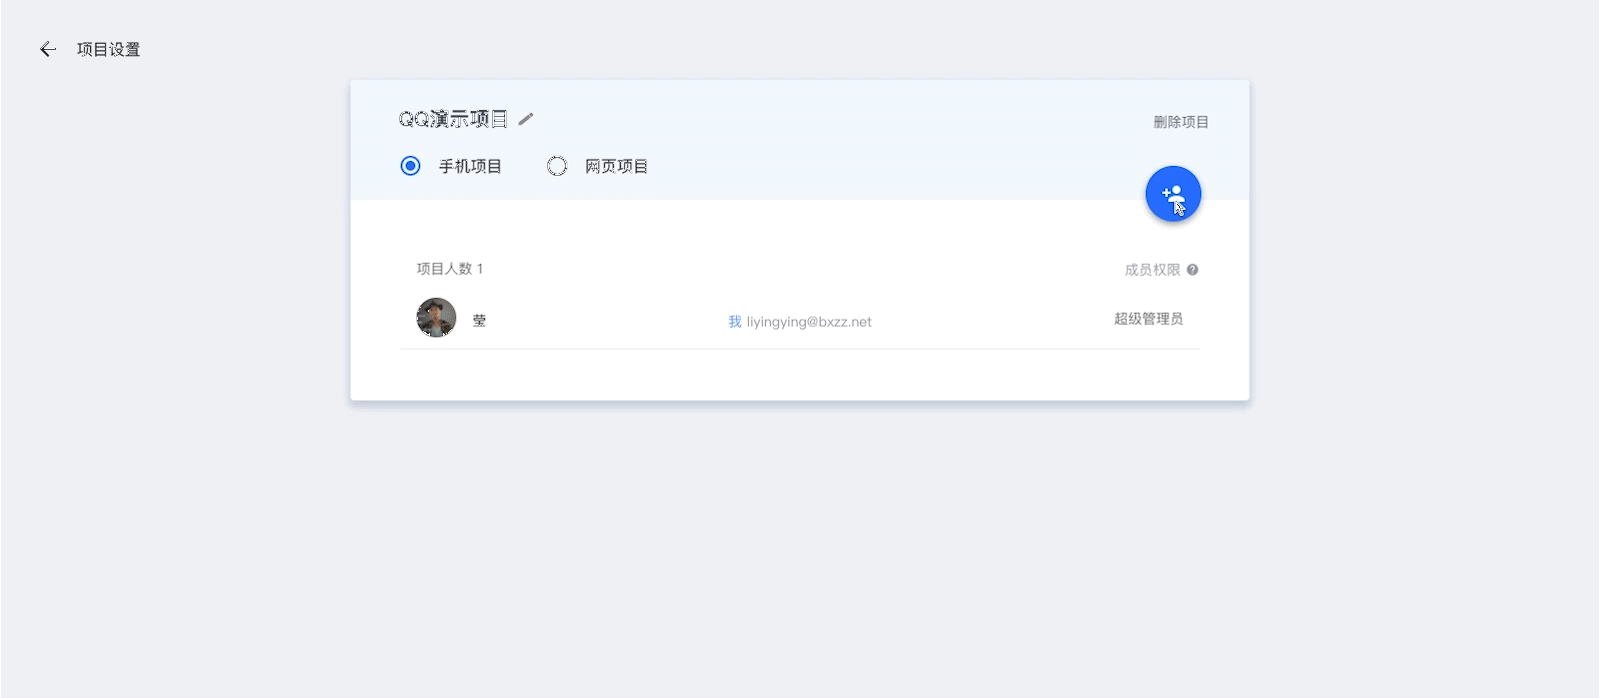 项目设置
QQ演示项目
删除项目
手机项目 网页项目
项目人数 1 成员权限
莹 我 liyingying@bxzz.net 超级管理员